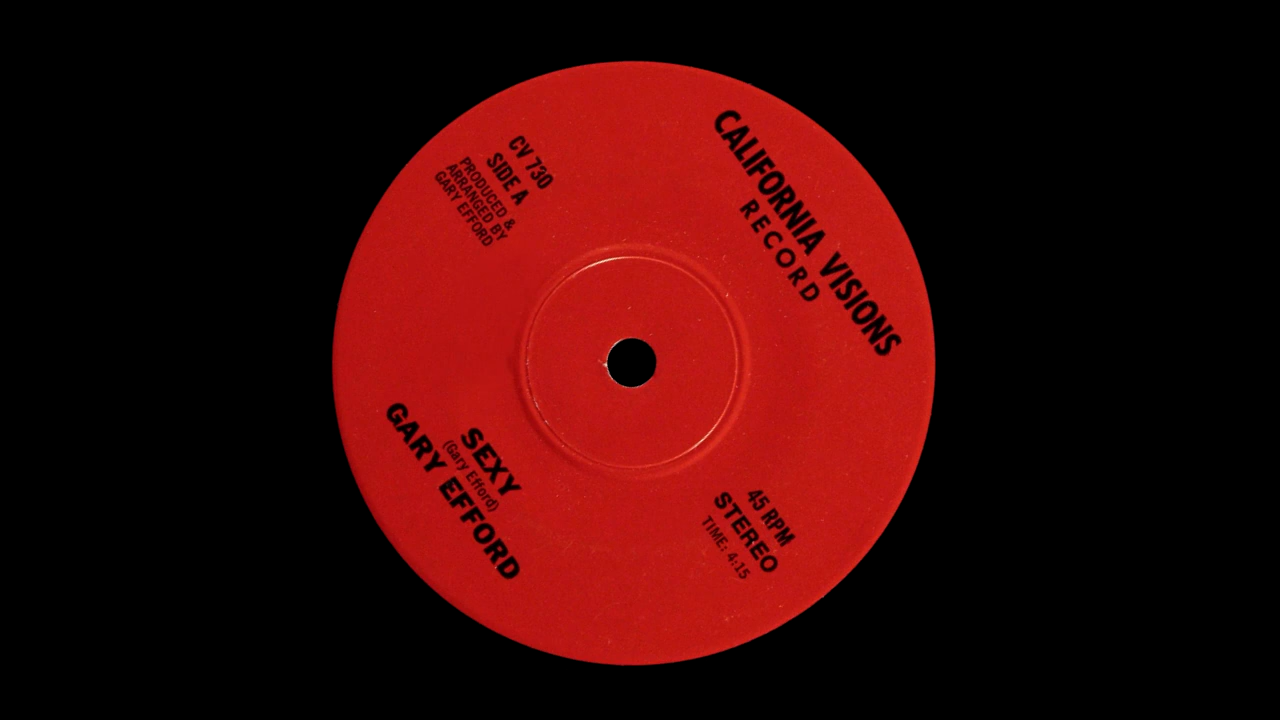 CALIFORNIA VISIONS
RECORD
CV 730
SIDE A
PRODUCED &
ARRANGED BY
GARY EFFORD
45 RPM
STEREO
TIME: 4:15
SEXY
(Gary Efford)
GARY EFFORD